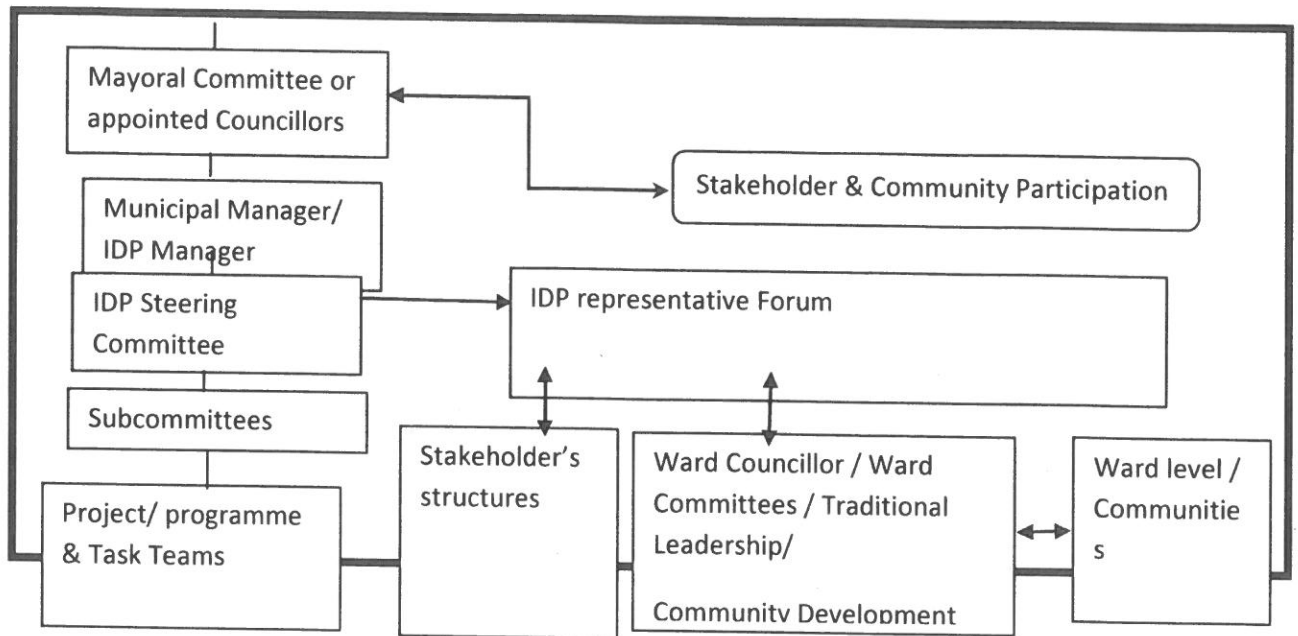 Mayoral Committee or
appointed Councillors
Stakeholder & Community Participation
Municipal Manager/
IDP Manager
IDP Steering
Committee
IDP representative Forum
Subcommittees
Stakeholder’s
structures
Ward Councillor / Ward
Committees / Traditional
Leadership/
Community Development
Ward level /
Communitie
s
Project/ programme
& Task Teams